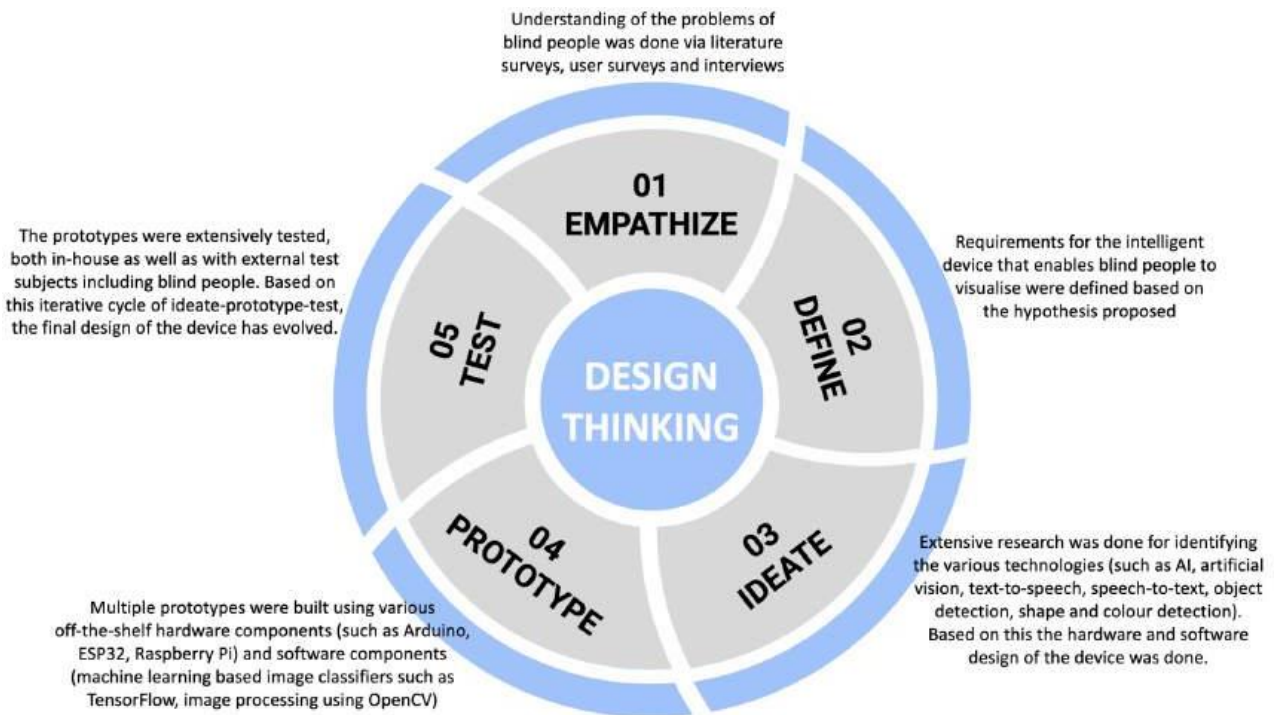 Understanding of the problems of
blind people was done via literature
surveys, user surveys and interviews
01
EMPATHIZE
Requirements for the intelligent
device that enables blind people to
visualise were defined based on
the hypothesis proposed
02
DEFINE
Extensive research was done for identifying
the various technologies (such as AI, artificial
vision, text-to-speech, speech-to-text, object
detection, shape and colour detection).
Based on this the hardware and software
design of the device was done.
03
IDEATE
Multiple prototypes were built using various
off-the-shelf hardware components (such as Arduino,
ESP32, Raspberry Pi) and software components
(machine learning based image classifiers such as
TensorFlow, image processing using OpenCV)
04
PROTOTYPE
The prototypes were extensively tested,
both in-house as well as with external test
subjects including blind people. Based on
this iterative cycle of ideate-prototype-test,
the final design of the device has evolved.
05
TEST
DESIGN
THINKING